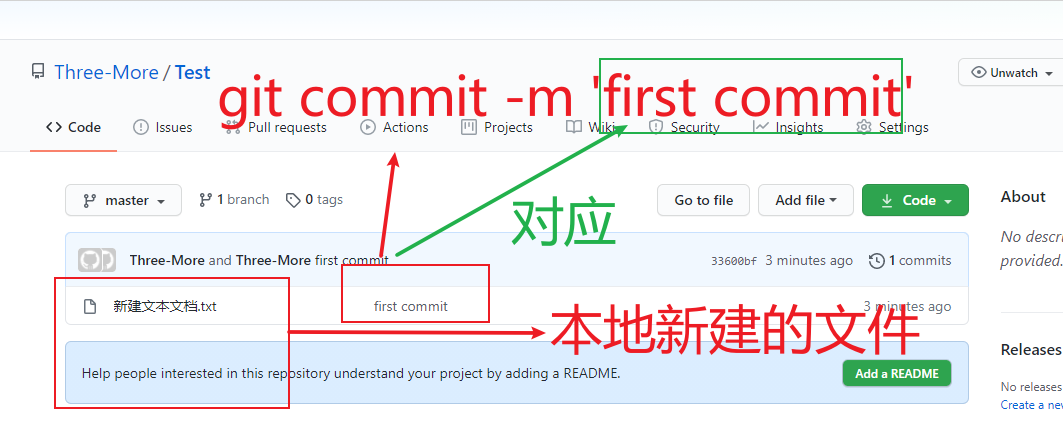 Three-More / Test
Unwatch
git commit -m 'first commit'
Code Issues Pull requests Actions Projects Wiki Security Insights Settings
master 1 branch 0 tags Go to file Add file Code
About
对应
No descri
provided.
Three-More and Three-More first commit 33600bf 3 minutes ago 1 commits
新建文本文档.txt first commit 3 minutes ago
本地新建的文件
Releases
Help people interested in this repository understand your project by adding a README. Add a README
No releases
Create a new